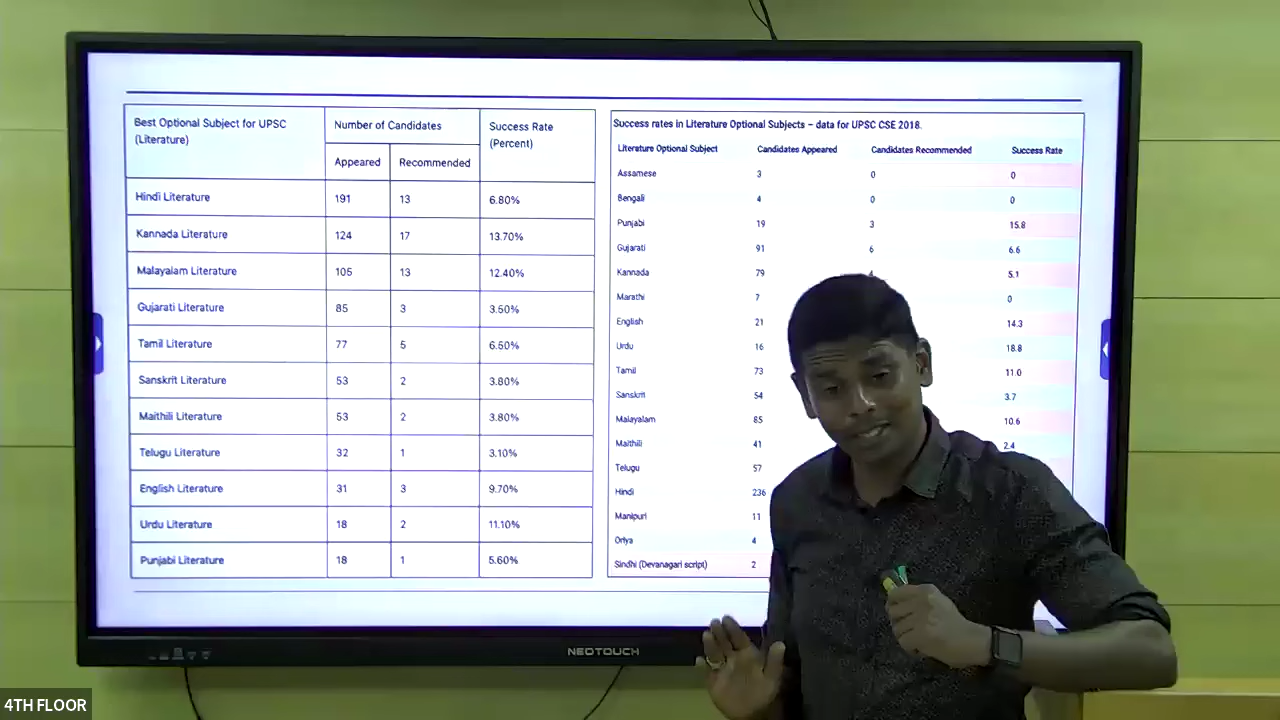 Best Optional Subject for UPSC
(Literature)
Number of Candidates
Success Rate
(Percent)
Appeared Recommended
Hindi Literature 191 13 6.80%
Kannada Literature 124 17 13.70%
Malayalam Literature 105 13 12.40%
Gujarati Literature 85 3 3.50%
Tamil Literature 77 5 6.50%
Sanskrit Literature 53 2 3.80%
Maithili Literature 53 2 3.80%
Telugu Literature 32 1 3.10%
English Literature 31 3 9.70%
Urdu Literature 18 2 11.10%
Punjabi Literature 18 1 5.60%
Success rates in Literature Optional Subjects – data for UPSC CSE 2018.
Literature Optional Subject Candidates Appeared Candidates Recommended Success Rate
Assamese 3 0 0
Bengali 4 0 0
Punjabi 19 3 15.8
Gujarati 91 6 6.6
Kannada 79 5.1
Marathi 7 0
English 21 14.3
Urdu 16 18.8
Tamil 73 11.0
Sanskrit 54 3.7
Malayalam 85 10.6
Maithili 41 2.4
Telugu 57
Hindi 236
Manipuri 11
Oriya 4
Sindhi (Devanagari script) 2
NEOTOUCH
4TH FLOOR